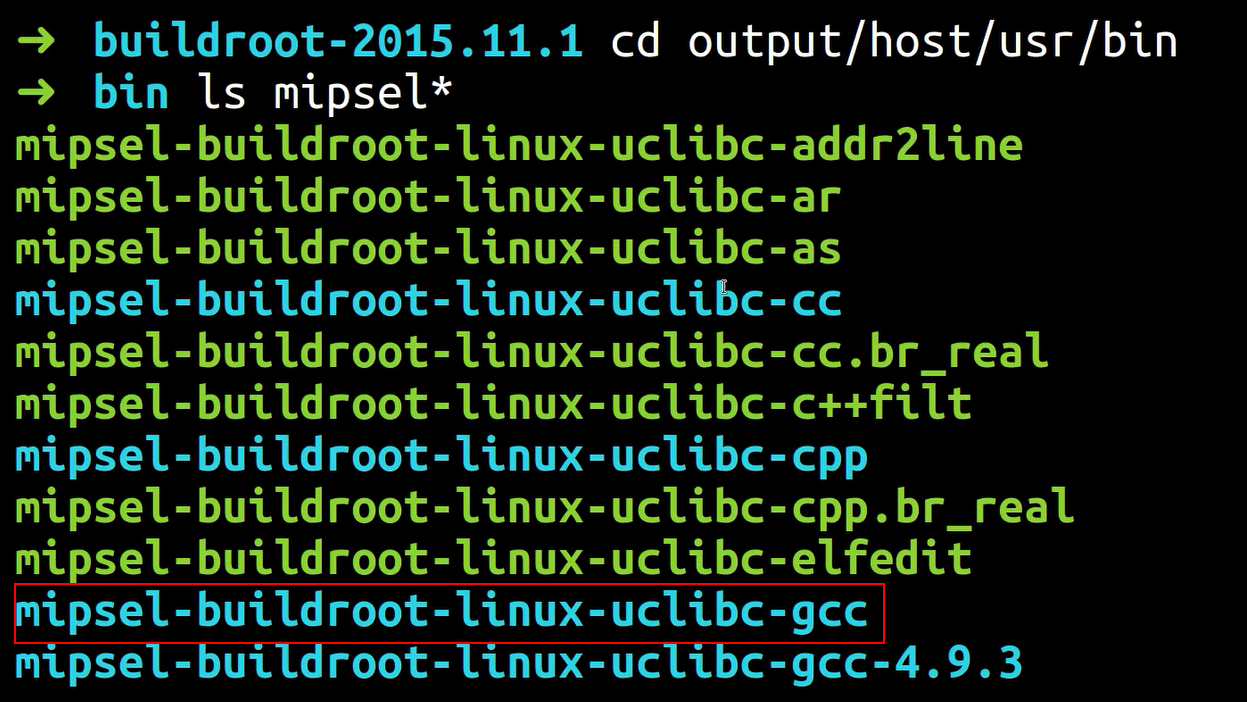 ➜ buildroot-2015.11.1 cd output/host/usr/bin
➜ bin ls mipsel*
mipsel-buildroot-linux-uclibc-addr2line
mipsel-buildroot-linux-uclibc-ar
mipsel-buildroot-linux-uclibc-as
mipsel-buildroot-linux-uclibc-cc
mipsel-buildroot-linux-uclibc-cc.br_real
mipsel-buildroot-linux-uclibc-c++filt
mipsel-buildroot-linux-uclibc-cpp
mipsel-buildroot-linux-uclibc-cpp.br_real
mipsel-buildroot-linux-uclibc-elfedit
mipsel-buildroot-linux-uclibc-gcc
mipsel-buildroot-linux-uclibc-gcc-4.9.3